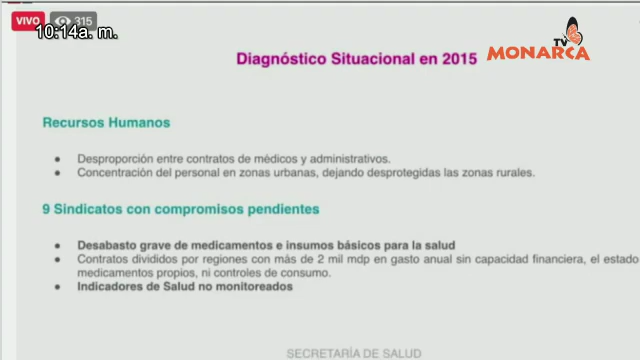 VIVO 315
10:14a. m.
TV
MONARCA
Diagnóstico Situacional en 2015
Recursos Humanos
● Desproporción entre contratos de médicos y administrativos.
● Concentración del personal en zonas urbanas, dejando desprotegidas las zonas rurales.
9 Sindicatos con compromisos pendientes
● Desabasto grave de medicamentos e insumos básicos para la salud
● Contratos divididos por regiones con más de 2 mil mdp en gasto anual sin capacidad financiera, el estado
medicamentos propios, ni controles de consumo.
● Indicadores de Salud no monitoreados
SECRETARÍA DE SALUD